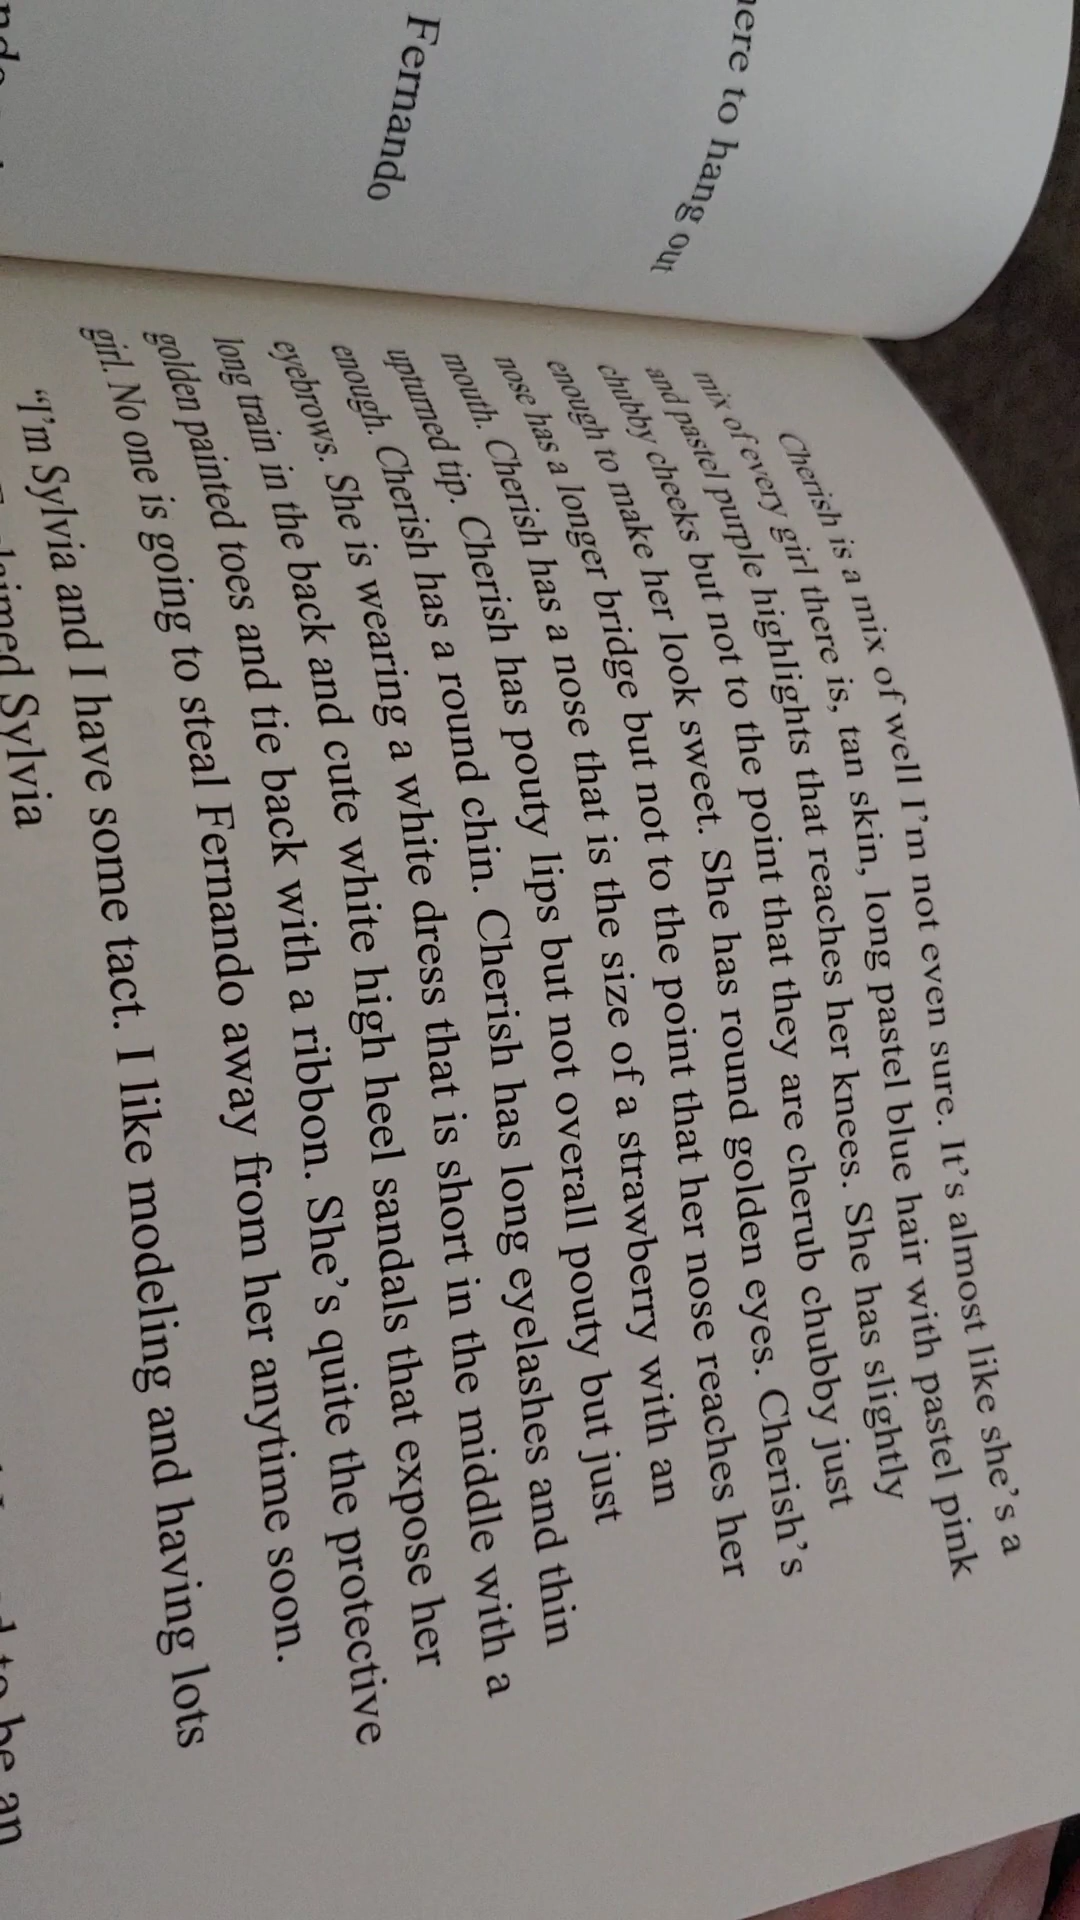 here to hang out
Fernando
Cherish is a mix of well I'm not even sure. It's almost like she's a
mix of every girl there is, tan skin, long pastel blue hair with pastel pink
and pastel purple highlights that reaches her knees. She has slightly
chubby cheeks but not to the point that they are cherub chubby just
enough to make her look sweet. She has round golden eyes. Cherish's
nose has a longer bridge but not to the point that her nose reaches her
mouth. Cherish has a nose that is the size of a strawberry with an
upturned tip. Cherish has pouty lips but not overall pouty but just
enough. Cherish has a round chin. Cherish has long eyelashes and thin
eyebrows. She is wearing a white dress that is short in the middle with a
long train in the back and cute white high heel sandals that expose her
golden painted toes and tie back with a ribbon. She's quite the protective
girl. No one is going to steal Fernando away from her anytime soon.
"I'm Sylvia and I have some tact. I like modeling and having lots
Sylvia
to be an